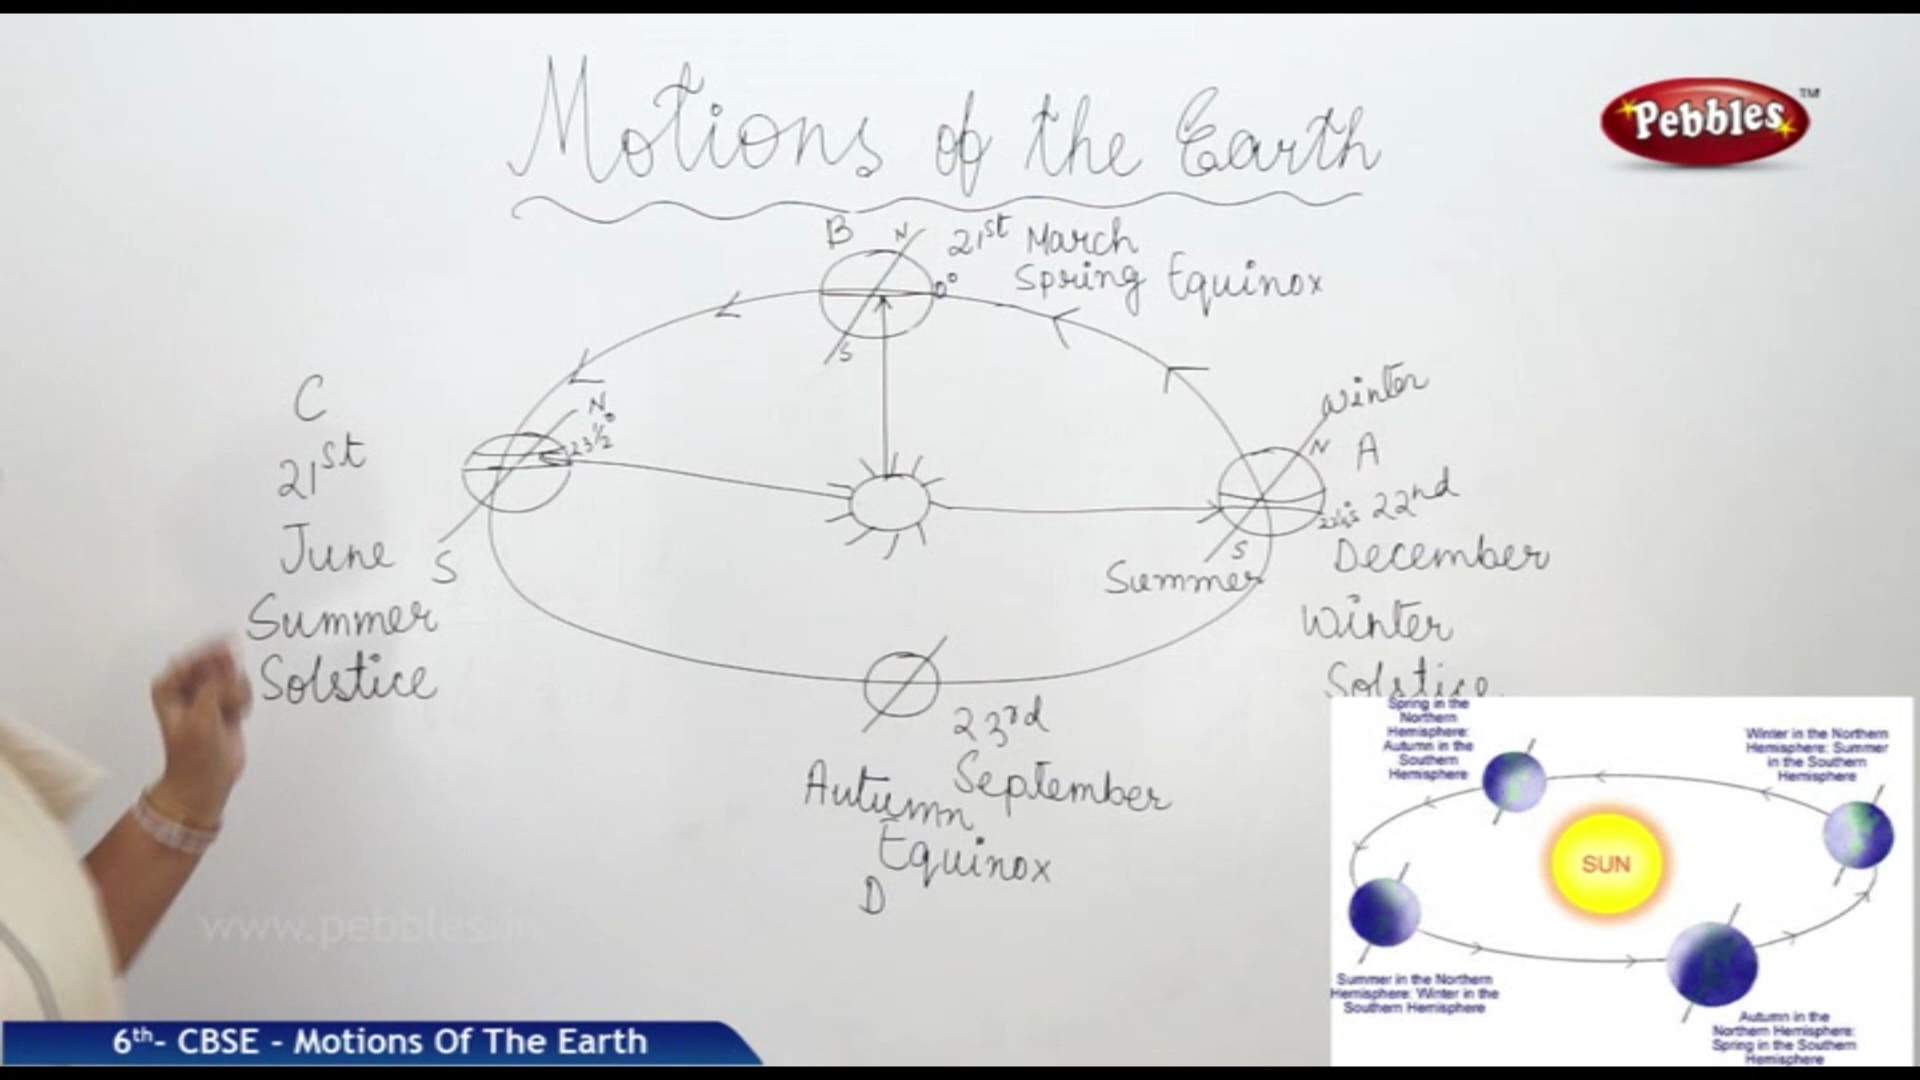 Motions of the Earth
Pebbles™
B
N
21st March
Spring Equinox
0°
S
C
21st
June
Summer
Solstice
N
23½°
S
Winter
N
A
22nd
December
Winter
Solstice
S
Summer
23rd
September
Autumn
Equinox
D
Spring in the
Northern
Hemisphere:
Autumn in the
Southern
Hemisphere
Winter in the Northern
Hemisphere: Summer
in the Southern
Hemisphere
SUN
Summer in the Northern
Hemisphere: Winter in the
Southern Hemisphere
Autumn in the
Northern Hemisphere:
Spring in the Southern
Hemisphere
www.pebbles.in
6th- CBSE - Motions Of The Earth